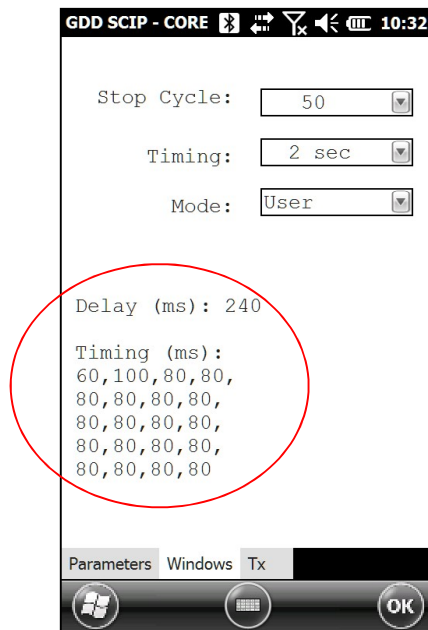 GDD SCIP - CORE 10:32
Stop Cycle: 50
Timing: 2 sec
Mode: User
Delay (ms): 240
Timing (ms):
60,100,80,80,
80,80,80,80,
80,80,80,80,
80,80,80,80,
80,80,80,80
Parameters Windows Tx
OK